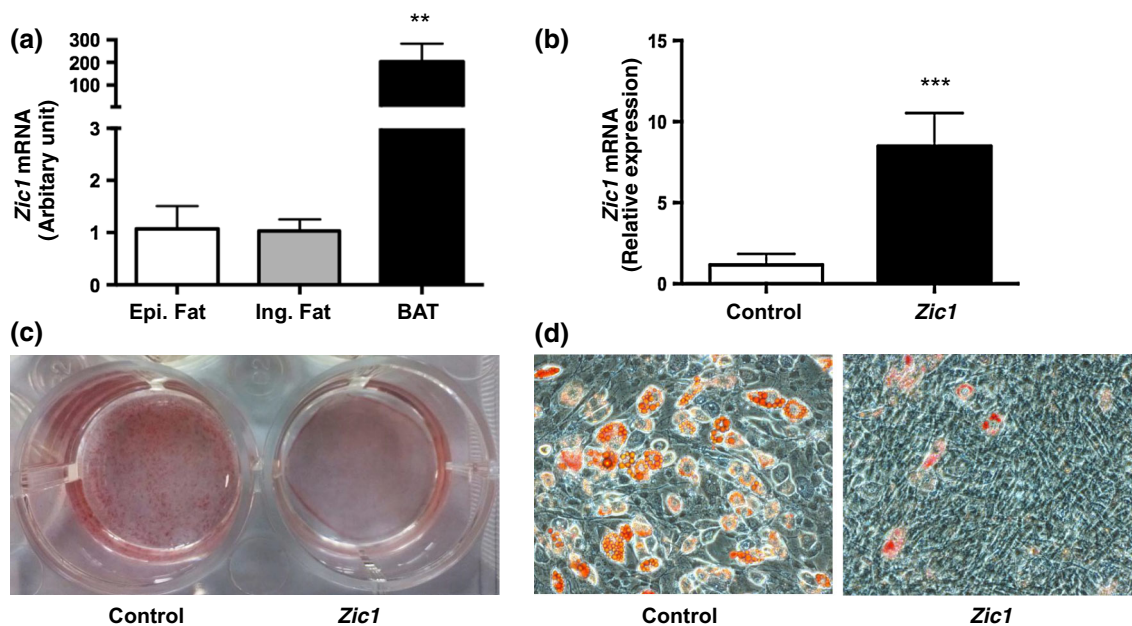 (a)
**
300
200
100
3
2
1
0
Zic1 mRNA
(Arbitary unit)
Epi. Fat Ing. Fat BAT
(b)
***
15
10
5
0
Zic1 mRNA
(Relative expression)
Control Zic1
(c)
Control Zic1
(d)
Control Zic1